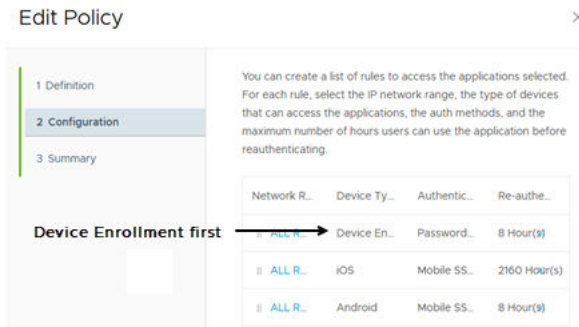 Edit Policy
×
1 Definition
2 Configuration
3 Summary
You can create a list of rules to access the applications selected.
For each rule, select the IP network range, the type of devices
that can access the applications, the auth methods, and the
maximum number of hours users can use the application before
reauthenticating.
Network R... Device Ty... Authentic... Re-authe...
Device Enrollment first
ALL R... Device En... Password... 8 Hour(s)
ALL R... iOS Mobile SS... 2160 Hour(s)
ALL R... Android Mobile SS... 8 Hour(s)